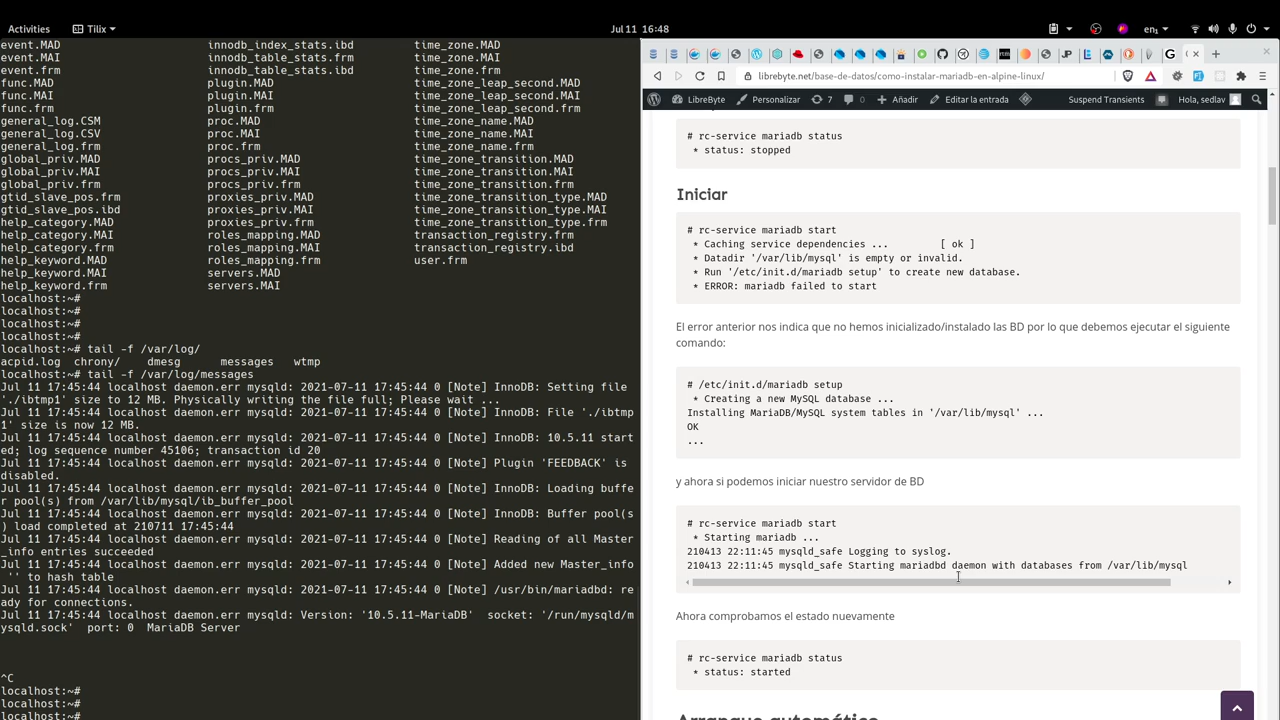 Activities Tilix Jul 11 16:48 en₁
event.MAD innodb_index_stats.ibd time_zone.MAD
event.MAI innodb_table_stats.frm time_zone.MAI
event.frm innodb_table_stats.ibd time_zone.frm
func.MAD plugin.MAD time_zone_leap_second.MAD
func.MAI plugin.MAI time_zone_leap_second.MAI
func.frm plugin.frm time_zone_leap_second.frm
general_log.CSM proc.MAD time_zone_name.MAD
general_log.CSV proc.MAI time_zone_name.MAI
general_log.frm proc.frm time_zone_name.frm
global_priv.MAD procs_priv.MAD time_zone_transition.MAD
global_priv.MAI procs_priv.MAI time_zone_transition.MAI
global_priv.frm procs_priv.frm time_zone_transition.frm
gtid_slave_pos.frm proxies_priv.MAD time_zone_transition_type.MAD
gtid_slave_pos.ibd proxies_priv.MAI time_zone_transition_type.MAI
help_category.MAD proxies_priv.frm time_zone_transition_type.frm
help_category.MAI roles_mapping.MAD transaction_registry.frm
help_category.frm roles_mapping.MAI transaction_registry.ibd
help_keyword.MAD roles_mapping.frm user.frm
help_keyword.MAI servers.MAD
help_keyword.frm servers.MAI
localhost:~#
localhost:~#
localhost:~#
localhost:~#
localhost:~# tail -f /var/log/
acpid.log chrony/ dmesg messages wtmp
localhost:~# tail -f /var/log/messages
Jul 11 17:45:44 localhost daemon.err mysqld: 2021-07-11 17:45:44 0 [Note] InnoDB: Setting file
'./ibtmp1' size to 12 MB. Physically writing the file full; Please wait ...
Jul 11 17:45:44 localhost daemon.err mysqld: 2021-07-11 17:45:44 0 [Note] InnoDB: File './ibtmp
1' size is now 12 MB.
Jul 11 17:45:44 localhost daemon.err mysqld: 2021-07-11 17:45:44 0 [Note] InnoDB: 10.5.11 start
ed; log sequence number 45106; transaction id 20
Jul 11 17:45:44 localhost daemon.err mysqld: 2021-07-11 17:45:44 0 [Note] Plugin 'FEEDBACK' is
disabled.
Jul 11 17:45:44 localhost daemon.err mysqld: 2021-07-11 17:45:44 0 [Note] InnoDB: Loading buffe
r pool(s) from /var/lib/mysql/ib_buffer_pool
Jul 11 17:45:44 localhost daemon.err mysqld: 2021-07-11 17:45:44 0 [Note] InnoDB: Buffer pool(s
) load completed at 210711 17:45:44
Jul 11 17:45:44 localhost daemon.err mysqld: 2021-07-11 17:45:44 0 [Note] Reading of all Master
_info entries succeeded
Jul 11 17:45:44 localhost daemon.err mysqld: 2021-07-11 17:45:44 0 [Note] Added new Master_info
'' to hash table
Jul 11 17:45:44 localhost daemon.err mysqld: 2021-07-11 17:45:44 0 [Note] /usr/bin/mariadbd: re
ady for connections.
Jul 11 17:45:44 localhost daemon.err mysqld: Version: '10.5.11-MariaDB' socket: '/run/mysqld/m
ysqld.sock' port: 0 MariaDB Server
^C
localhost:~#
localhost:~#
localhost:~#
librebyte.net/base-de-datos/como-instalar-mariadb-en-alpine-linux/
LibreByte Personalizar 7 0 Añadir Editar la entrada Suspend Transients Hola, sedlav
# rc-service mariadb status
* status: stopped
Iniciar
# rc-service mariadb start
* Caching service dependencies ... [ ok ]
* Datadir '/var/lib/mysql' is empty or invalid.
* Run '/etc/init.d/mariadb setup' to create new database.
* ERROR: mariadb failed to start
El error anterior nos indica que no hemos inicializado/instalado las BD por lo que debemos ejecutar el siguiente
comando:
# /etc/init.d/mariadb setup
* Creating a new MySQL database ...
Installing MariaDB/MySQL system tables in '/var/lib/mysql' ...
OK
...
y ahora si podemos iniciar nuestro servidor de BD
# rc-service mariadb start
* Starting mariadb ...
210413 22:11:45 mysqld_safe Logging to syslog.
210413 22:11:45 mysqld_safe Starting mariadbd daemon with databases from /var/lib/mysql
Ahora comprobamos el estado nuevamente
# rc-service mariadb status
* status: started
Arranque automático